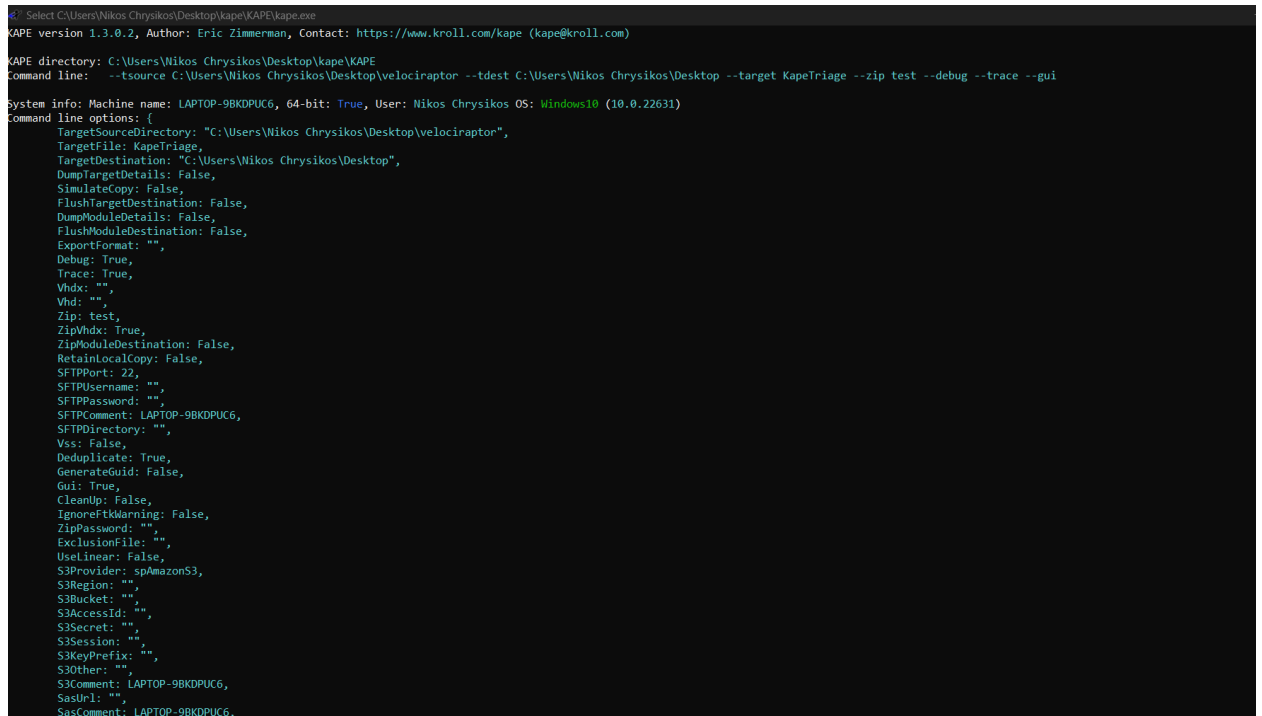 Select C:\Users\Nikos Chrysikos\Desktop\kape\KAPE\kape.exe
KAPE version 1.3.0.2, Author: Eric Zimmerman, Contact: https://www.kroll.com/kape (kape@kroll.com)
KAPE directory: C:\Users\Nikos Chrysikos\Desktop\kape\KAPE
Command line:   --tsource C:\Users\Nikos Chrysikos\Desktop\velociraptor --tdest C:\Users\Nikos Chrysikos\Desktop --target KapeTriage --zip test --debug --trace --gui
System info: Machine name: LAPTOP-9BKDPUC6, 64-bit: True, User: Nikos Chrysikos OS: Windows10 (10.0.22631)
Command line options: {
TargetSourceDirectory: "C:\Users\Nikos Chrysikos\Desktop\velociraptor",
TargetFile: KapeTriage,
TargetDestination: "C:\Users\Nikos Chrysikos\Desktop",
DumpTargetDetails: False,
SimulateCopy: False,
FlushTargetDestination: False,
DumpModuleDetails: False,
FlushModuleDestination: False,
ExportFormat: "",
Debug: True,
Trace: True,
Vhdx: "",
Vhd: "",
Zip: test,
ZipVhdx: True,
ZipModuleDestination: False,
RetainLocalCopy: False,
SFTPPort: 22,
SFTPUsername: "",
SFTPPassword: "",
SFTPComment: LAPTOP-9BKDPUC6,
SFTPDirectory: "",
Vss: False,
Deduplicate: True,
GenerateGuid: False,
Gui: True,
CleanUp: False,
IgnoreFtkWarning: False,
ZipPassword: "",
ExclusionFile: "",
UseLinear: False,
S3Provider: spAmazonS3,
S3Region: "",
S3Bucket: "",
S3AccessId: "",
S3Secret: "",
S3Session: "",
S3KeyPrefix: "",
S3Other: "",
S3Comment: LAPTOP-9BKDPUC6,
SasUrl: "",
SasComment: LAPTOP-9BKDPUC6,